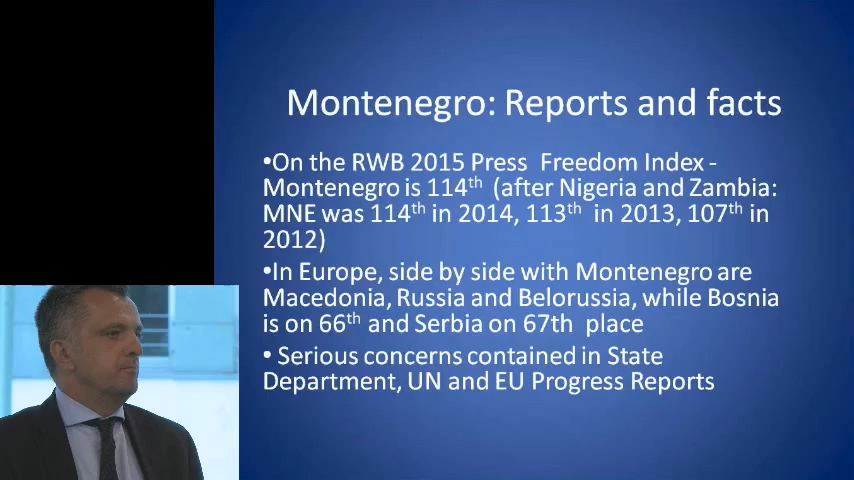 Montenegro: Reports and facts
•On the RWB 2015 Press Freedom Index -
Montenegro is 114th (after Nigeria and Zambia:
MNE was 114th in 2014, 113th in 2013, 107th in
2012)
•In Europe, side by side with Montenegro are
Macedonia, Russia and Belorussia, while Bosnia
is on 66th and Serbia on 67th place
• Serious concerns contained in State
Department, UN and EU Progress Reports